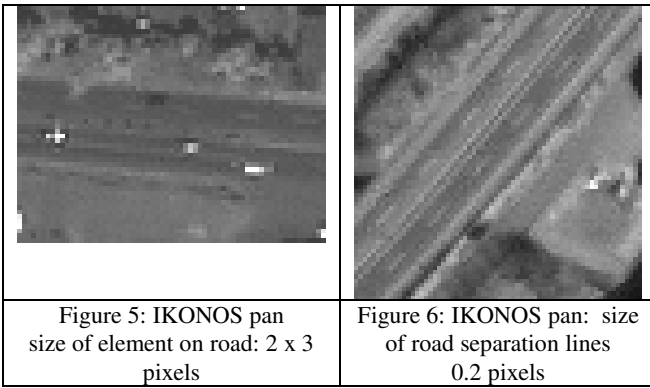 Figure 5: IKONOS pan
size of element on road: 2 x 3
pixels
Figure 6: IKONOS pan: size
of road separation lines
0.2 pixels